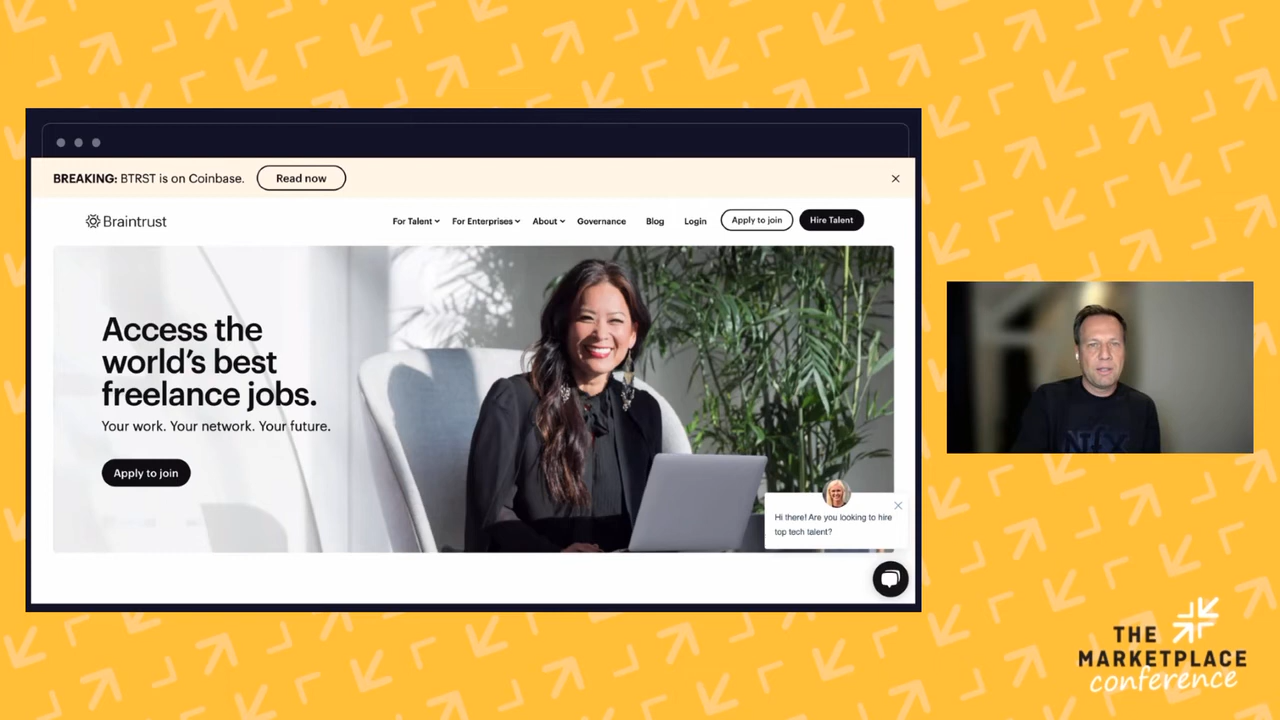 BREAKING: BTRST is on Coinbase. Read now
Braintrust
For Talent For Enterprises About Governance Blog Login Apply to join Hire Talent
Access the
world's best
freelance jobs.
Your work. Your network. Your future.
Apply to join
Hi there! Are you looking to hire
top tech talent?
Nfx
THE
MARKETPLACE
conference